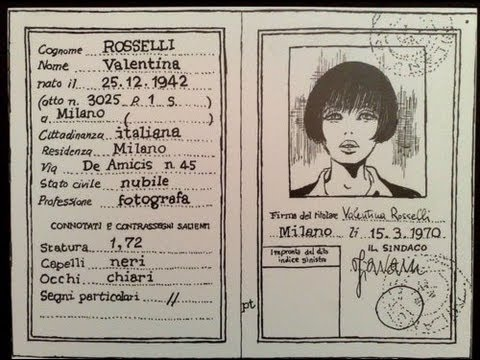 Cognome ROSSELLI
Nome Valentina
nato il 25.12.1942
(atto n. 3025 P 1 S )
a Milano ( )
Cittadinanza italiana
Residenza Milano
Via De Amicis n. 45
Stato civile nubile
Professione fotografa
CONNOTATI E CONTRASSEGNI SALIENTI
Statura 1,72
Capelli neri
Occhi chiari
Segni particolari //
pt
Firma del titolare Valentina Rosselli
Milano li 15.3.1970
Impronta del dito
indice sinistro
IL SINDACO